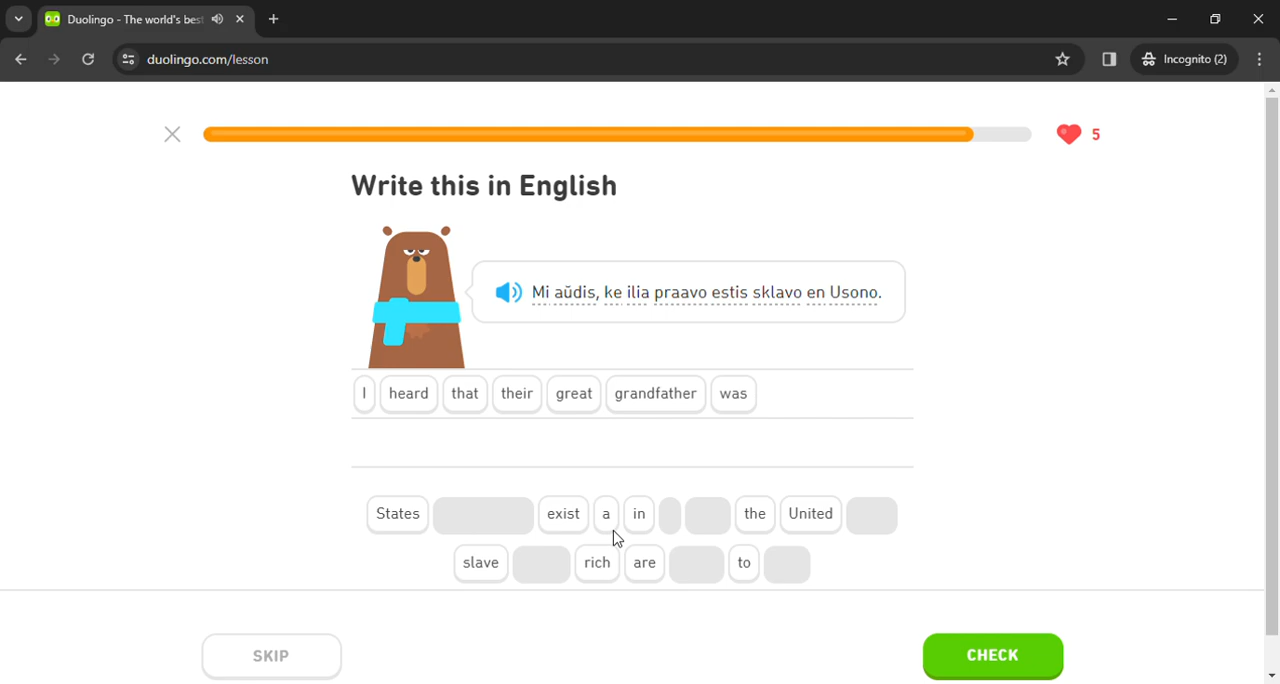 Duolingo - The world's bes
duolingo.com/lesson
Incognito (2)
5
Write this in English
Mi aŭdis, ke ilia praavo estis sklavo en Usono.
I heard that their great grandfather was
States exist a in the United
slave rich are to
SKIP
CHECK